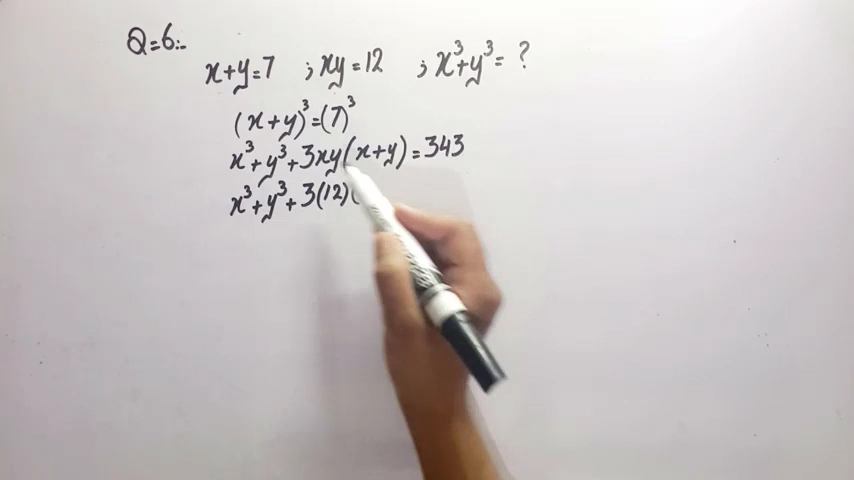 Q=6:-
x+y=7 ; xy=12 ; x³+y³= ?
(x+y)³=(7)³
x³+y³+3xy(x+y)=343
x³+y³+3(12)(